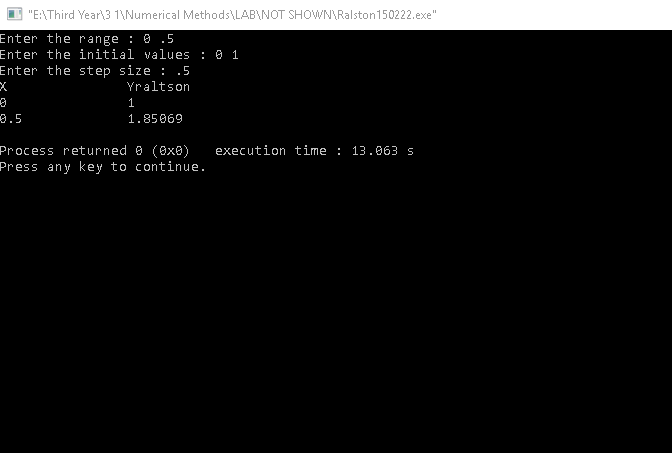 "E:\Third Year\3 1\Numerical Methods\LAB\NOT SHOWN\Ralston150222.exe"
Enter the range : 0 .5
Enter the initial values : 0 1
Enter the step size : .5
X Yraltson
0 1
0.5 1.85069
Process returned 0 (0x0) execution time : 13.063 s
Press any key to continue.